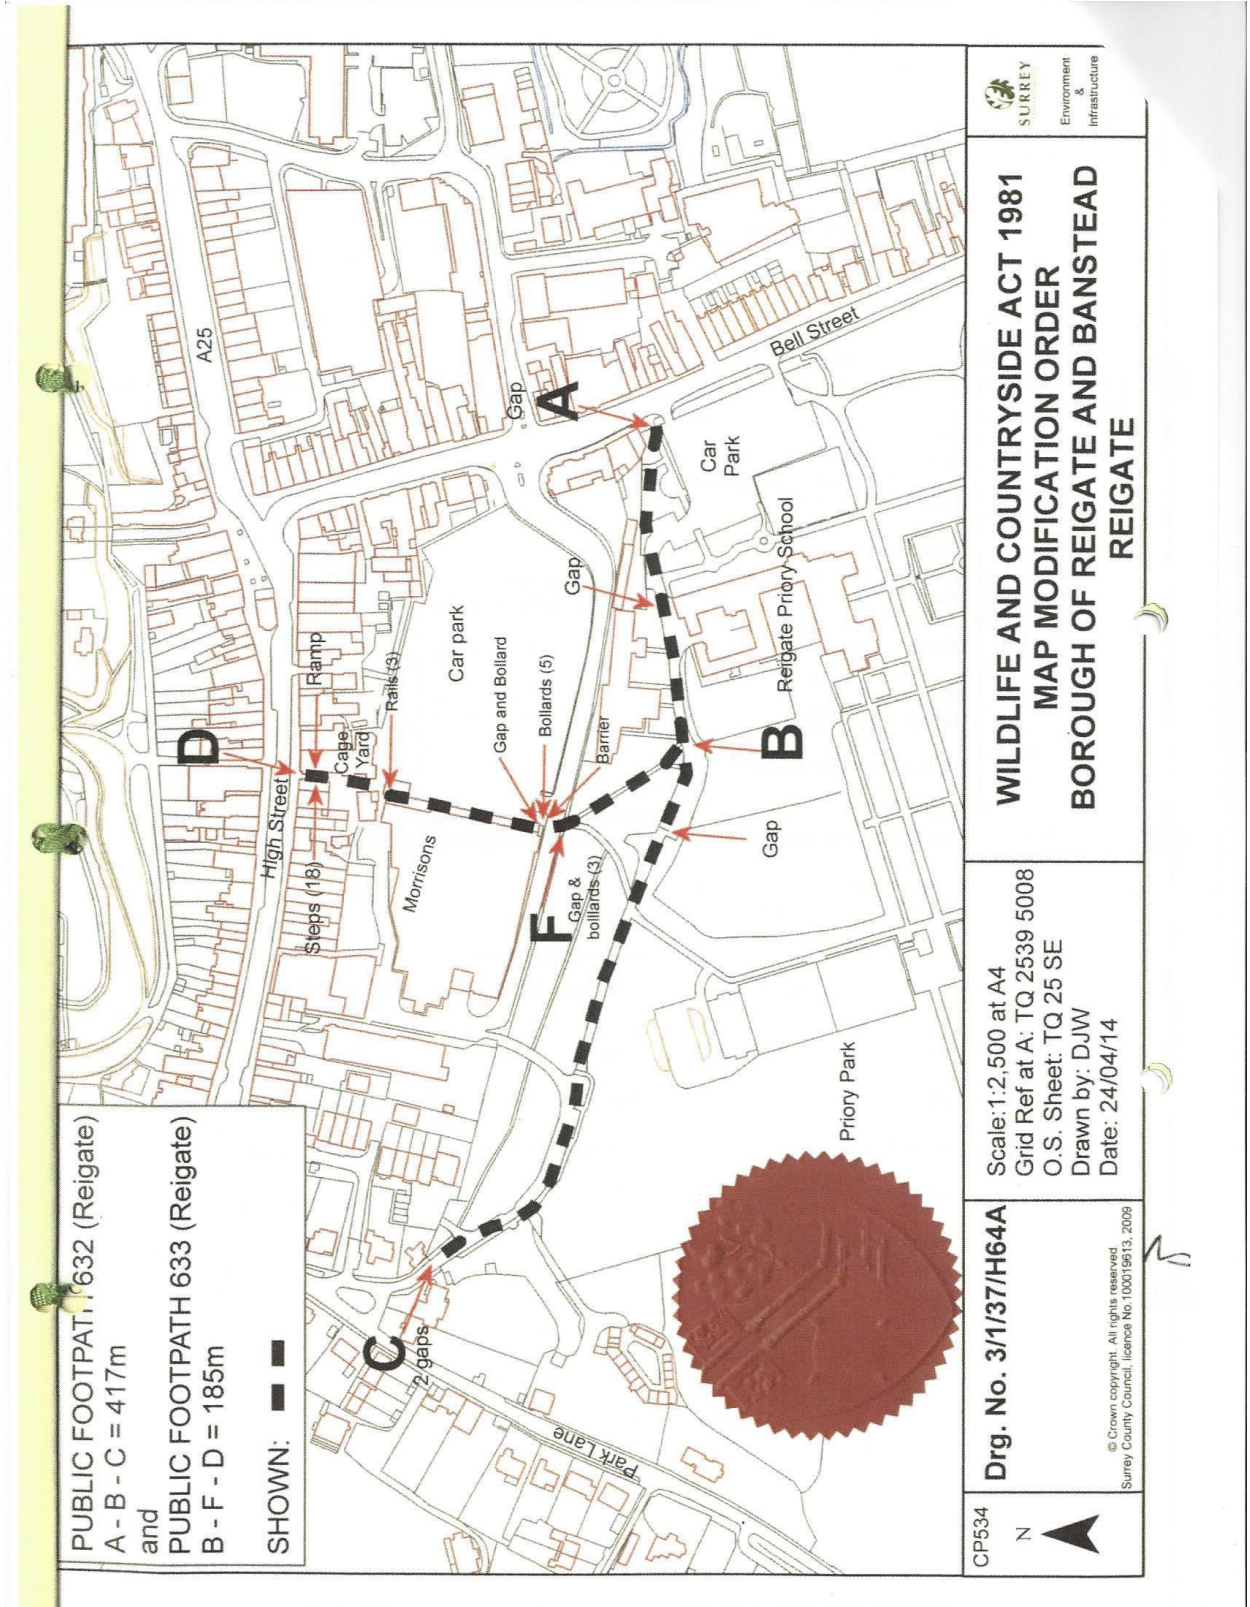 PUBLIC FOOTPATH 632 (Reigate)
A - B - C = 417m
and
PUBLIC FOOTPATH 633 (Reigate)
B - F - D = 185m
SHOWN:
A25
D
High Street
Steps (18)
Ramp
Cage
Yard
Rails (3)
Morrisons
Car park
Gap and Bollard
Bollards (5)
Barrier
F
Gap &
bolllards (3)
Gap
A
Gap
Car
Park
Bell Street
Reigate Priory School
B
Gap
C
2 gaps
Park Lane
Priory Park
CP534
N
Drg. No. 3/1/37/H64A
© Crown copyright. All rights reserved
Surrey County Council, licence No.100019613, 2009
Scale:1:2,500 at A4
Grid Ref at A: TQ 2539 5008
O.S. Sheet: TQ 25 SE
Drawn by: DJW
Date: 24/04/14
WILDLIFE AND COUNTRYSIDE ACT 1981
MAP MODIFICATION ORDER
BOROUGH OF REIGATE AND BANSTEAD
REIGATE
SURREY
Environment
&
Infrastructure